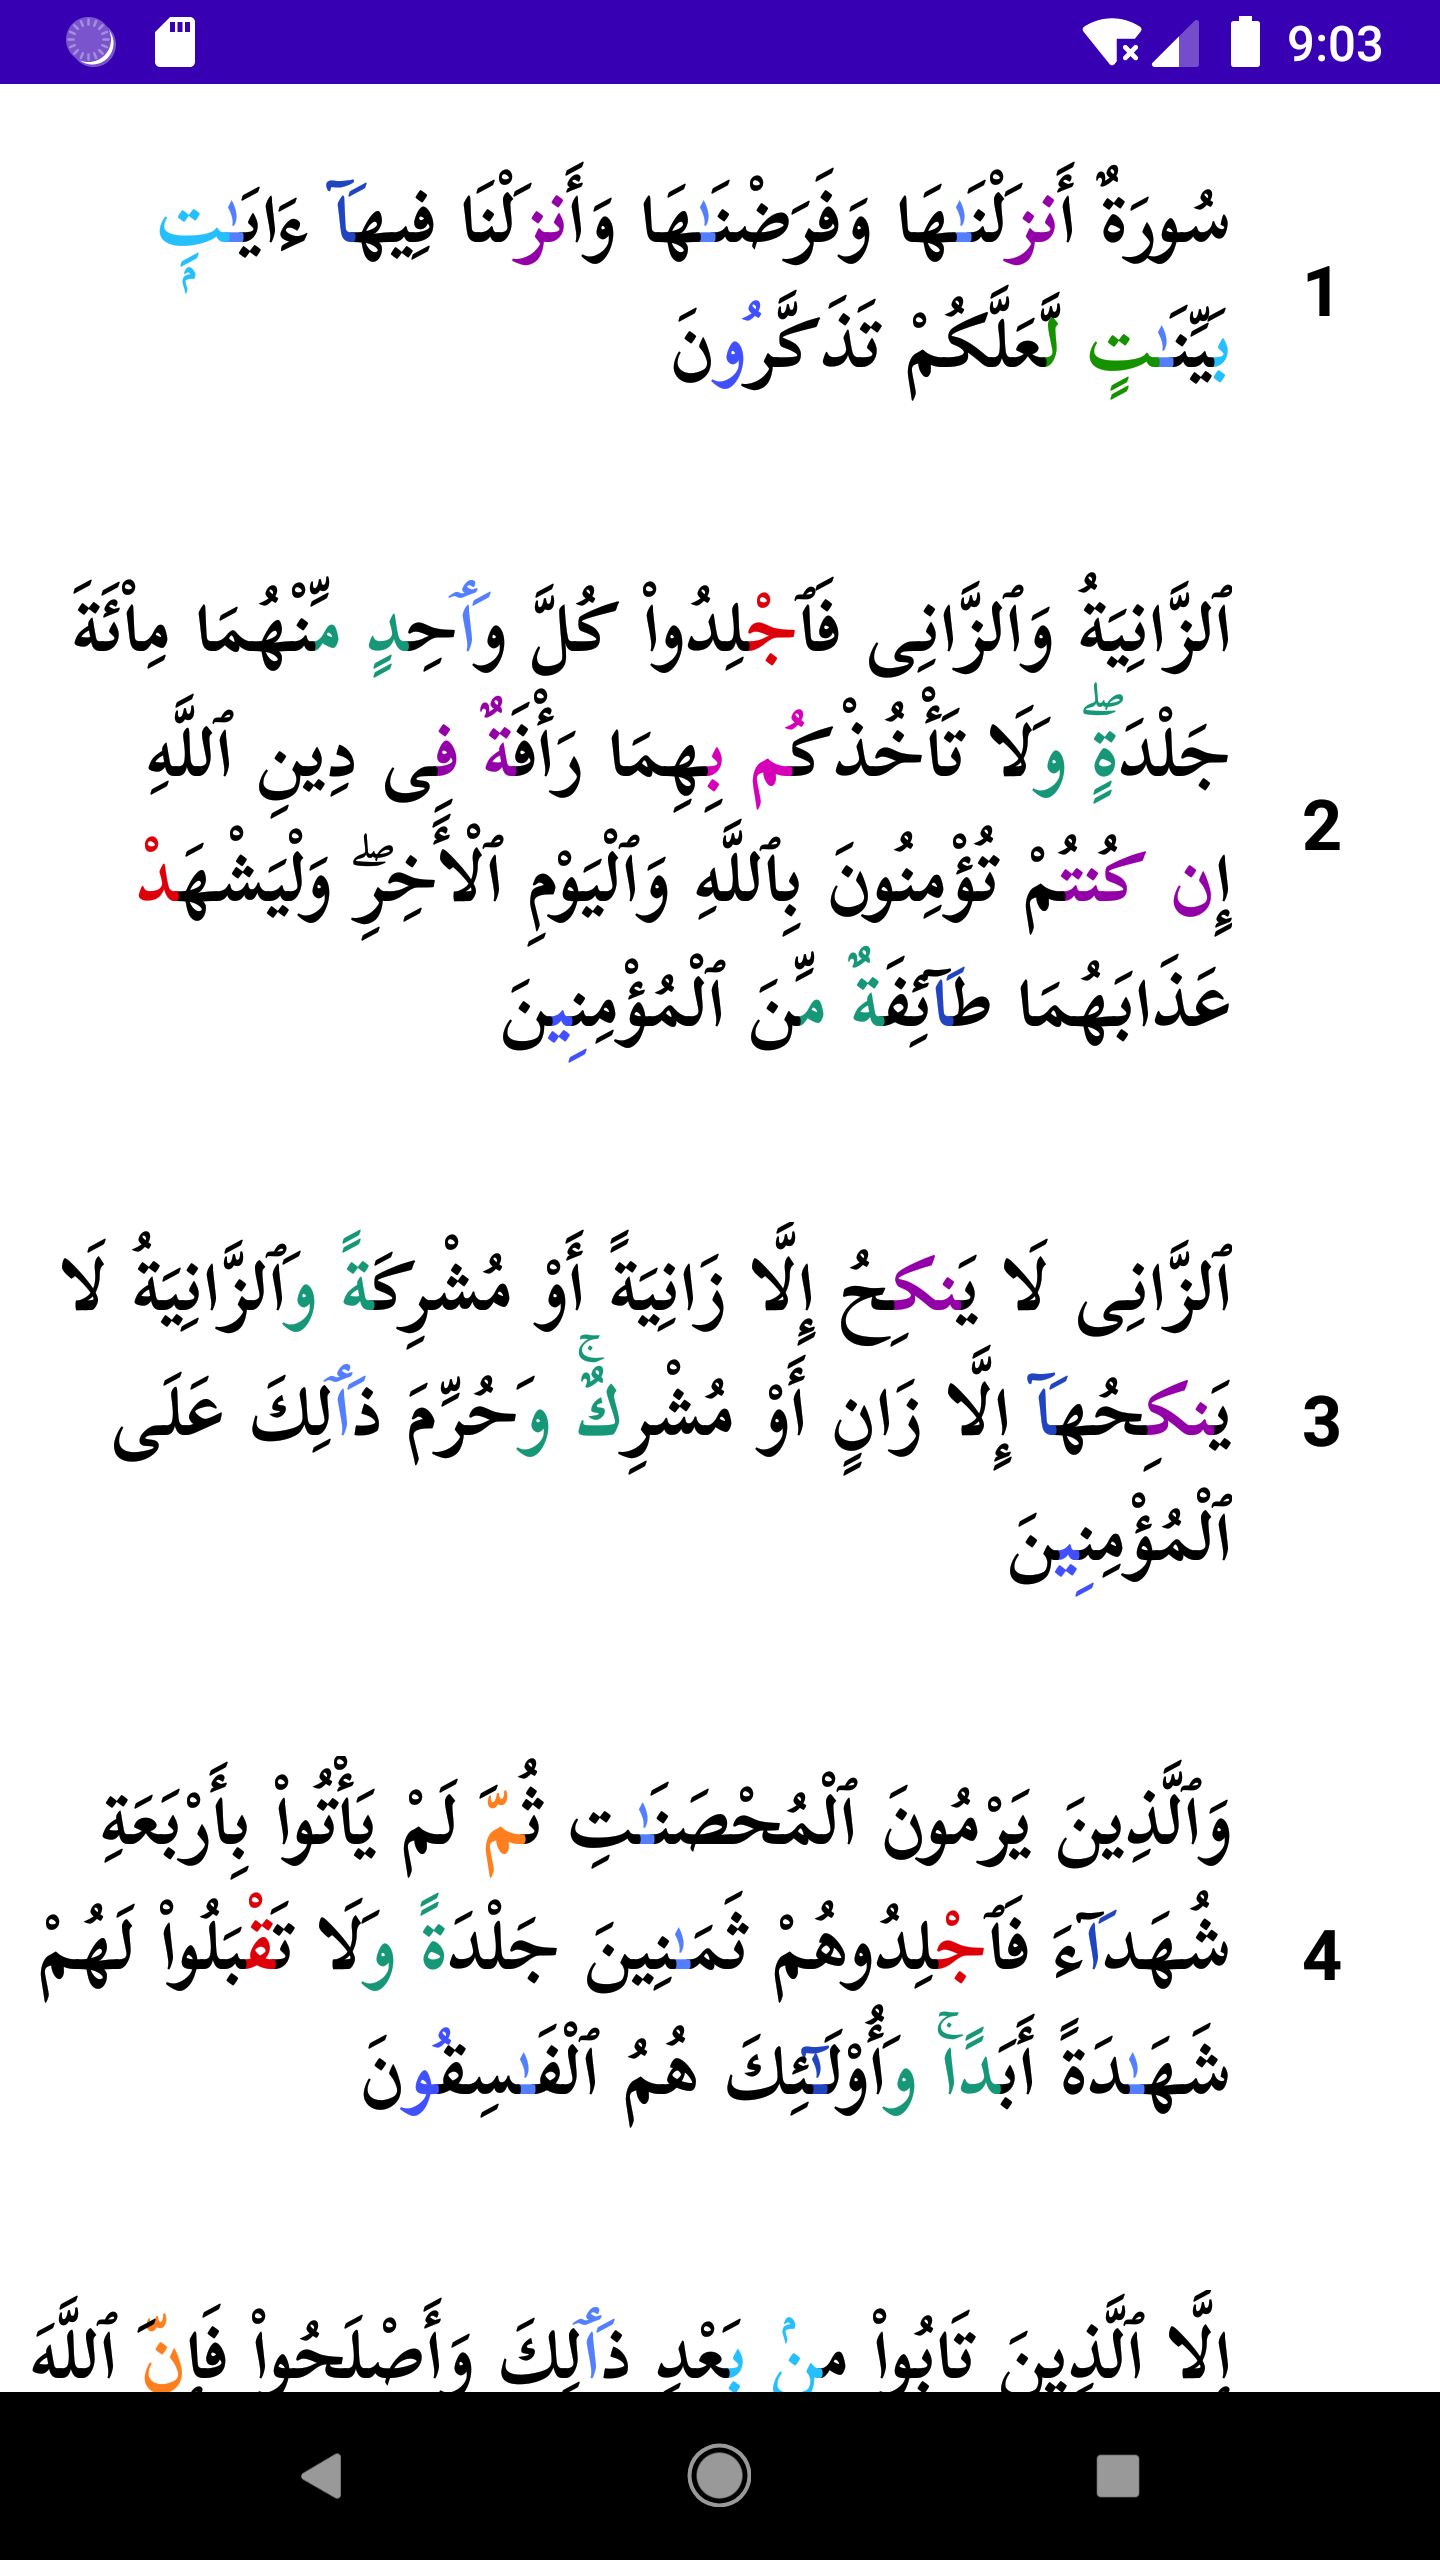 9:03
سُورَةٌ أَنزَلْنَـٰهَا وَفَرَضْنَـٰهَا وَأَنزَلْنَا فِيهَآ ءَايَـٰتٍۭ
بَيِّنَـٰتٍ لَّعَلَّكُمْ تَذَكَّرُونَ
1
ٱلزَّانِيَةُ وَٱلزَّانِى فَٱجْلِدُوا۟ كُلَّ وَٲحِدٍ مِّنْهُمَا مِا۟ئَةَ
جَلْدَةٍۖ وَلَا تَأْخُذْكُم بِهِمَا رَأْفَةٌ فِى دِينِ ٱللَّهِ
إِن كُنتُمْ تُؤْمِنُونَ بِٱللَّهِ وَٱلْيَوْمِ ٱلْأَخِرِۖ وَلْيَشْهَدْ
عَذَابَهُمَا طَآئِفَةٌ مِّنَ ٱلْمُؤْمِنِينَ
2
ٱلزَّانِى لَا يَنكِحُ إِلَّا زَانِيَةً أَوْ مُشْرِكَةً وَٱلزَّانِيَةُ لَا
يَنكِحُهَآ إِلَّا زَانٍ أَوْ مُشْرِكٌۚ وَحُرِّمَ ذَٲلِكَ عَلَى
ٱلْمُؤْمِنِينَ
3
وَٱلَّذِينَ يَرْمُونَ ٱلْمُحْصَنَـٰتِ ثُمَّ لَمْ يَأْتُوا۟ بِأَرْبَعَةِ
شُهَدَآءَ فَٱجْلِدُوهُمْ ثَمَـٰنِينَ جَلْدَةً وَلَا تَقْبَلُوا۟ لَهُمْ
شَهَـٰدَةً أَبَدًاۚ وَأُوْلَـٰٓئِكَ هُمُ ٱلْفَـٰسِقُونَ
4
إِلَّا ٱلَّذِينَ تَابُوا۟ مِنۢ بَعْدِ ذَٲلِكَ وَأَصْلَحُوا۟ فَإِنَّ ٱللَّهَ